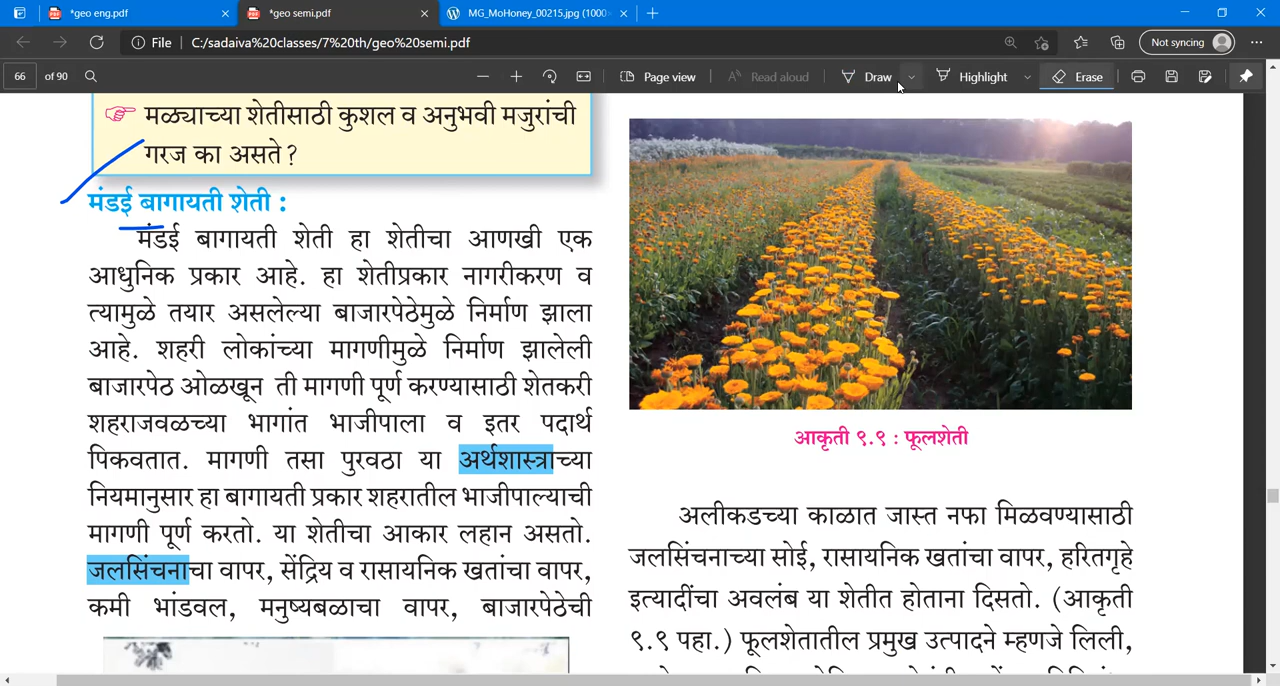 *geo eng.pdf
*geo semi.pdf
MG_MoHoney_00215.jpg (1000
File
C:/sadaiva%20classes/7%20th/geo%20semi.pdf
Not syncing
66 of 90
Page view
Read aloud
Draw
Highlight
Erase
मळ्याच्या शेतीसाठी कुशल व अनुभवी मजुरांची
गरज का असते?
मंडई बागायती शेती :
मंडई बागायती शेती हा शेतीचा आणखी एक
आधुनिक प्रकार आहे. हा शेतीप्रकार नागरीकरण व
त्यामुळे तयार असलेल्या बाजारपेठेमुळे निर्माण झाला
आहे. शहरी लोकांच्या मागणीमुळे निर्माण झालेली
बाजारपेठ ओळखून ती मागणी पूर्ण करण्यासाठी शेतकरी
शहराजवळच्या भागांत भाजीपाला व इतर पदार्थ
पिकवतात. मागणी तसा पुरवठा या अर्थशास्त्राच्या
नियमानुसार हा बागायती प्रकार शहरातील भाजीपाल्याची
मागणी पूर्ण करतो. या शेतीचा आकार लहान असतो.
जलसिंचनाचा वापर, सेंद्रिय व रासायनिक खतांचा वापर,
कमी भांडवल, मनुष्यबळाचा वापर, बाजारपेठेची
आकृती ९.९ : फूलशेती
अलीकडच्या काळात जास्त नफा मिळवण्यासाठी
जलसिंचनाच्या सोई, रासायनिक खतांचा वापर, हरितगृहे
इत्यादींचा अवलंब या शेतीत होताना दिसतो. (आकृती
९.९ पहा.) फूलशेतातील प्रमुख उत्पादने म्हणजे लिली,